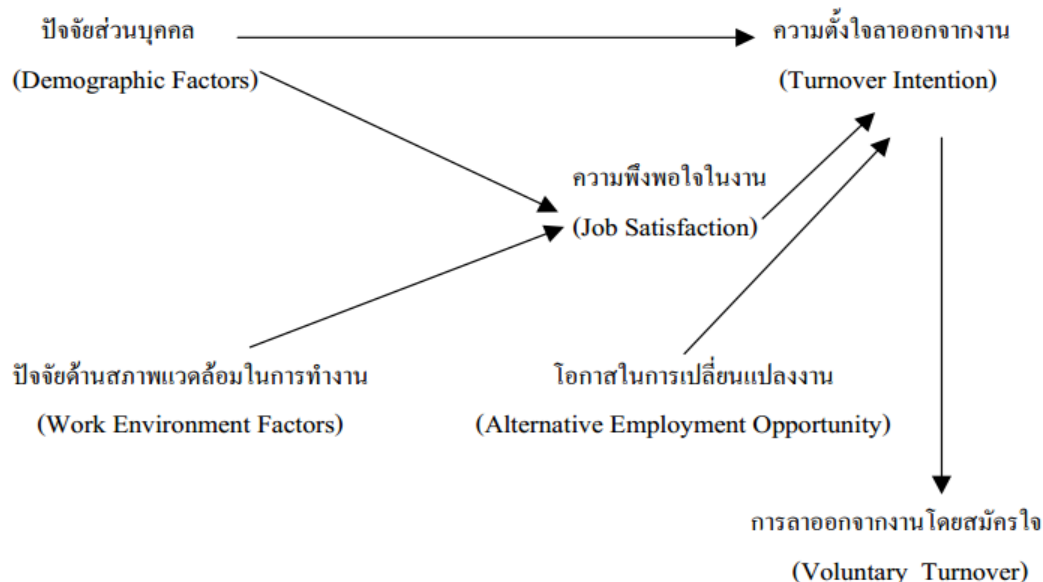 ปัจจัยส่วนบุคคล
(Demographic Factors)
ความตั้งใจลาออกจากงาน
(Turnover Intention)
ความพึงพอใจในงาน
(Job Satisfaction)
ปัจจัยด้านสภาพแวดล้อมในการทำงาน
(Work Environment Factors)
โอกาสในการเปลี่ยนแปลงงาน
(Alternative Employment Opportunity)
การลาออกจากงานโดยสมัครใจ
(Voluntary Turnover)